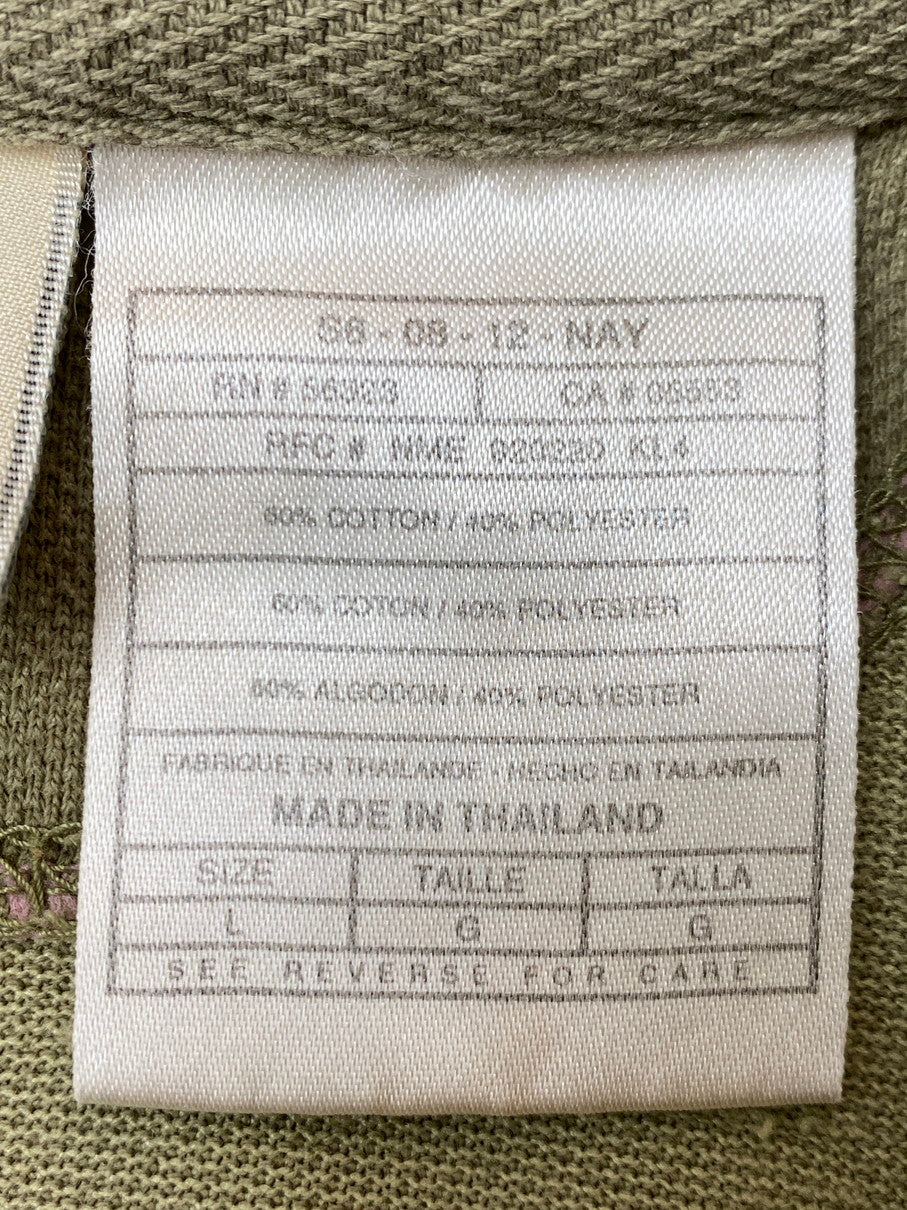 S6 - 08 - 12 - NAY
RN # 56323
CA # 05553
RFC # NME 920230 KL4
60% COTTON / 40% POLYESTER
60% COTON / 40% POLYESTER
60% ALGODON / 40% POLYESTER
FABRIQUE EN THAILANDE - HECHO EN TAILANDIA
MADE IN THAILAND
SIZE TAILLE TALLA
L G G
SEE REVERSE FOR CARE